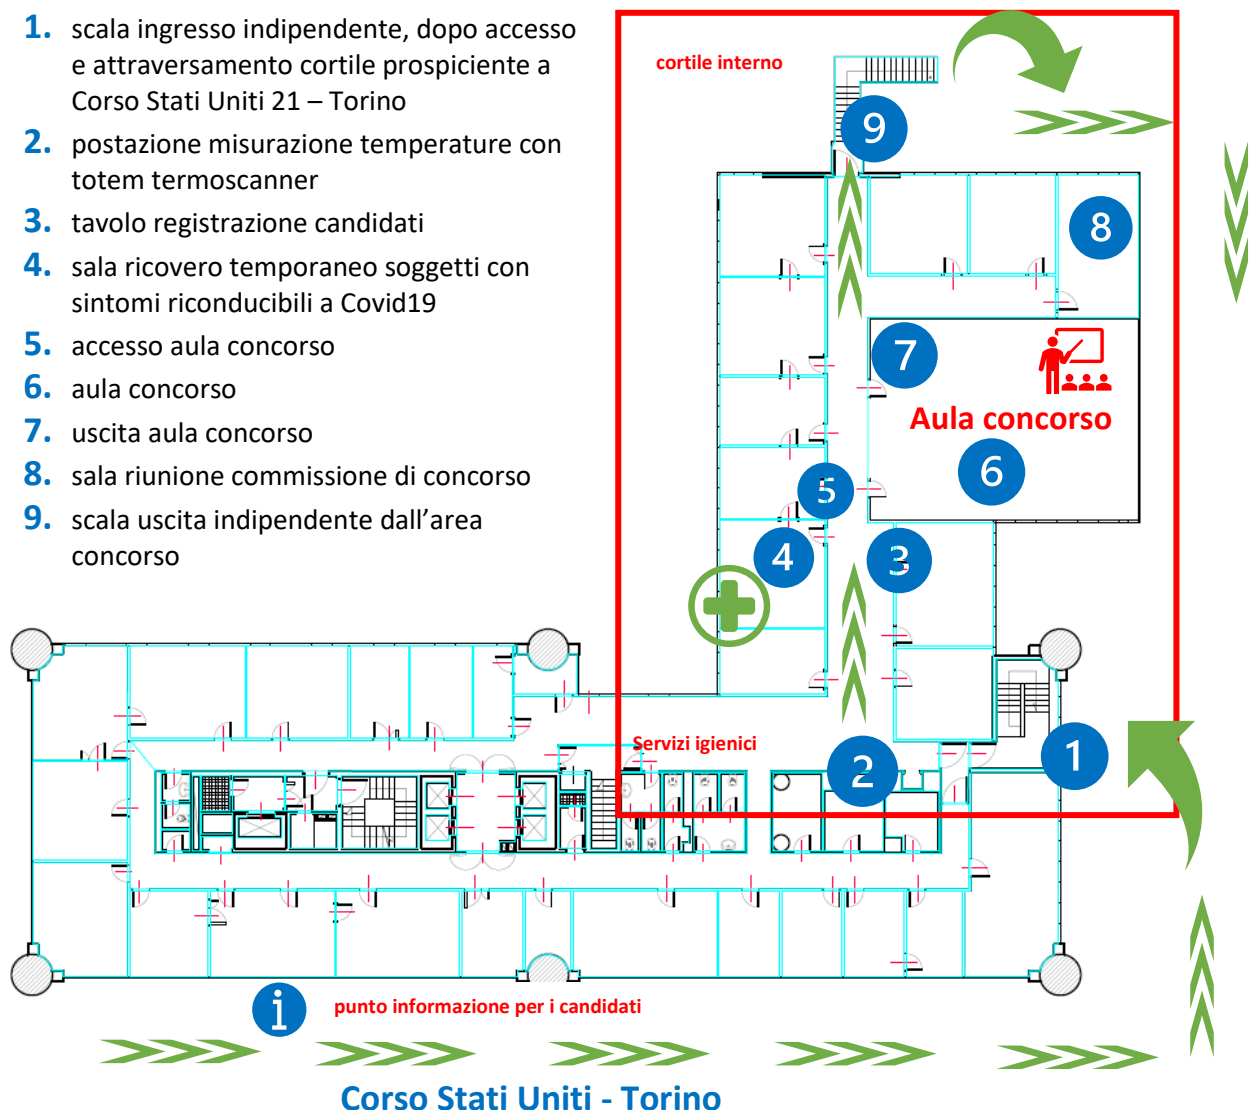 1. scala ingresso indipendente, dopo accesso
e attraversamento cortile prospiciente a
Corso Stati Uniti 21 – Torino
2. postazione misurazione temperature con
totem termoscanner
3. tavolo registrazione candidati
4. sala ricovero temporaneo soggetti con
sintomi riconducibili a Covid19
5. accesso aula concorso
6. aula concorso
7. uscita aula concorso
8. sala riunione commissione di concorso
9. scala uscita indipendente dall’area
concorso
cortile interno
9
8
7
Aula concorso
6
5
4
3
Servizi igienici
2
1
i
punto informazione per i candidati
Corso Stati Uniti - Torino